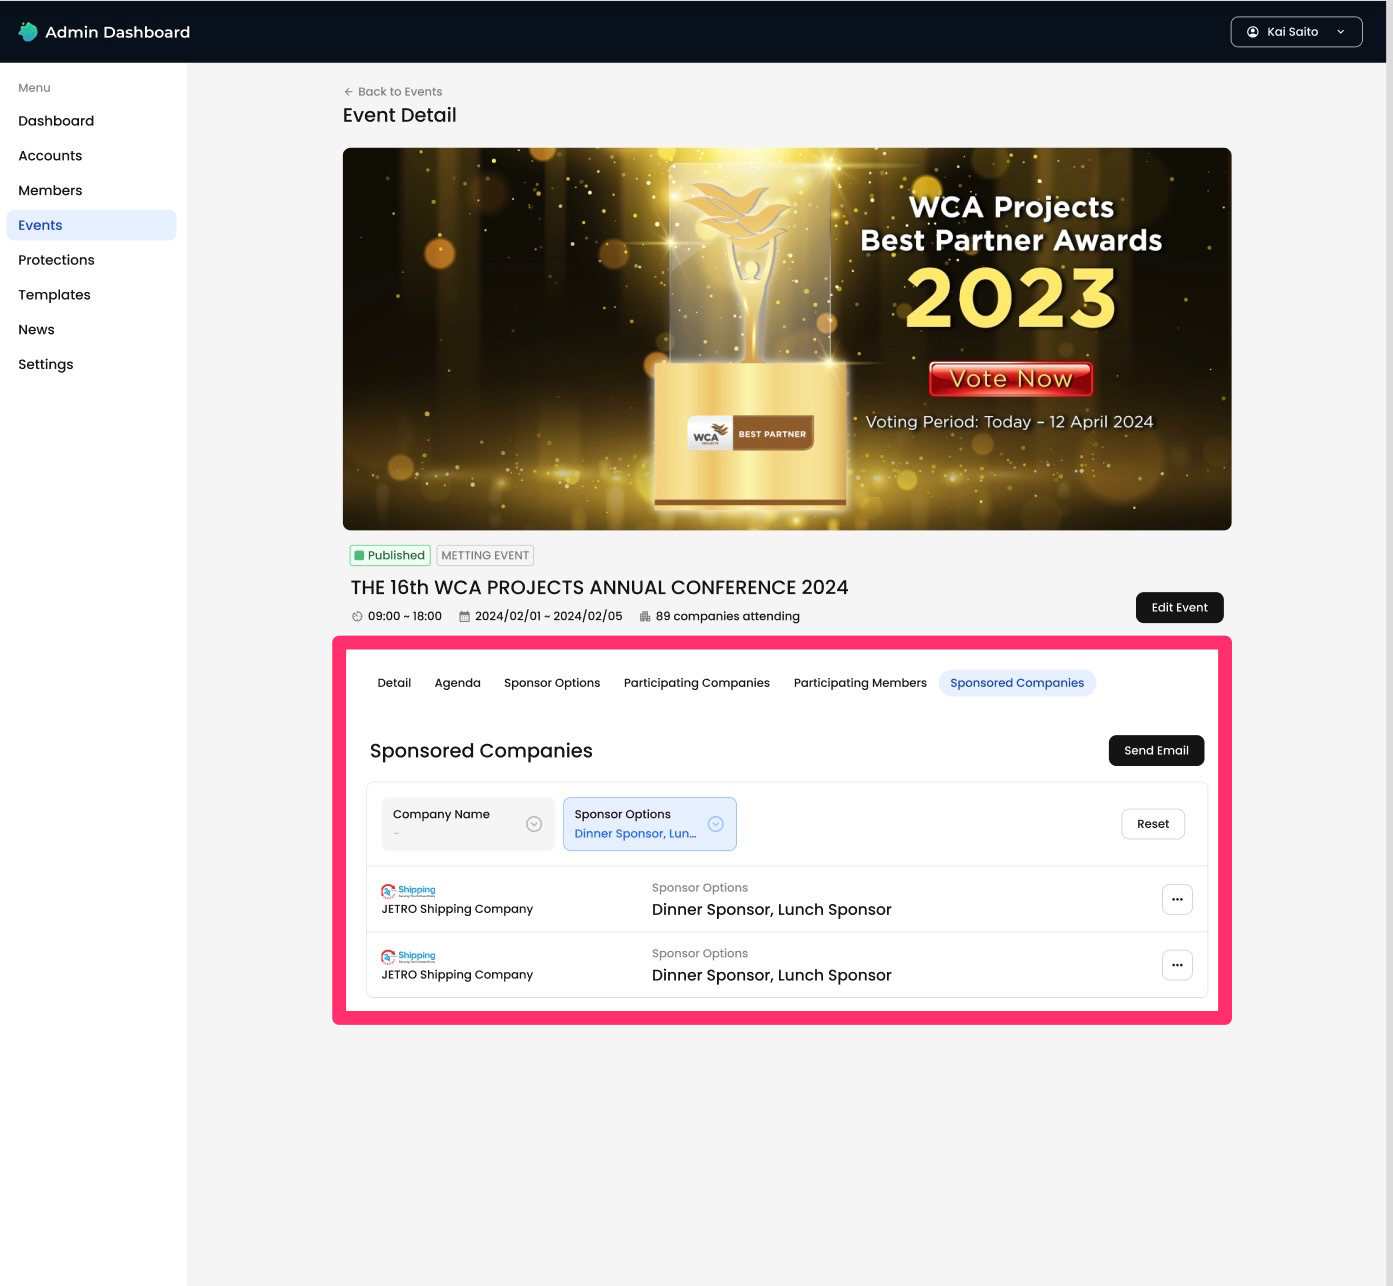 Admin Dashboard
Kai Saito
Menu
Dashboard
Accounts
Members
Events
Protections
Templates
News
Settings
← Back to Events
Event Detail
WCA Projects
Best Partner Awards
2023
Vote Now
Voting Period: Today – 12 April 2024
WCA
PROJECTS
BEST PARTNER
Published
METTING EVENT
THE 16th WCA PROJECTS ANNUAL CONFERENCE 2024
09:00 ~ 18:00
2024/02/01 ~ 2024/02/05
89 companies attending
Edit Event
Detail
Agenda
Sponsor Options
Participating Companies
Participating Members
Sponsored Companies
Sponsored Companies
Send Email
Company Name
-
Sponsor Options
Dinner Sponsor, Lun...
Reset
Shipping
JETRO Shipping Company
Sponsor Options
Dinner Sponsor, Lunch Sponsor
...
Shipping
JETRO Shipping Company
Sponsor Options
Dinner Sponsor, Lunch Sponsor
...